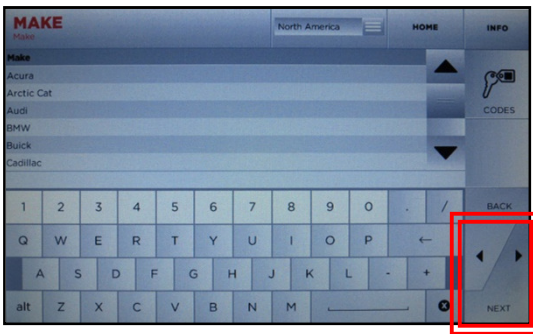 MAKE
Make
North America
HOME
INFO
Make
Acura
Arctic Cat
Audi
BMW
Buick
Cadillac
CODES
1 2 3 4 5 6 7 8 9 0 . /
BACK
Q W E R T Y U I O P ←
A S D F G H J K L - +
alt Z X C V B N M
NEXT